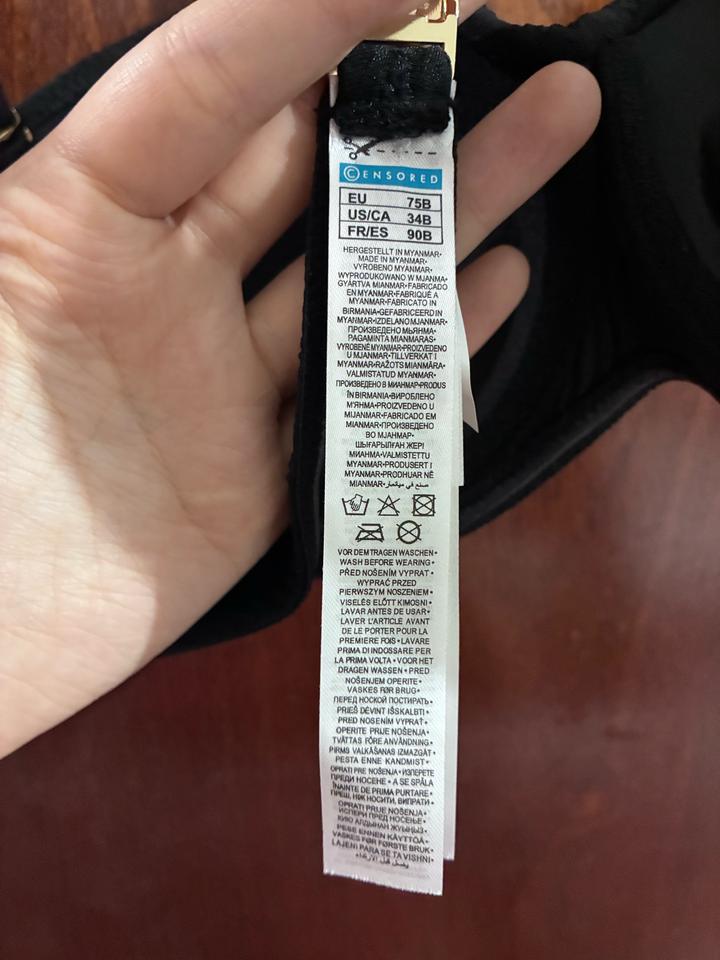 ©ENSORED
EU 75B
US/CA 34B
FR/ES 90B
HERGESTELLT IN MYANMAR•
MADE IN MYANMAR•
VYROBENO MYANMAR•
WYPRODUKOWANO W MJANMA•
GYÁRTVA MIANMAR•FABRICADO
EN MYANMAR•FABRIQUÉ A
MYANMAR•FABRICATO IN
BIRMANIA•GEFABRICEERD IN
MYANMAR•IZDELANO MJANMAR•
ПРОИЗВЕДЕНО МЬЯНМА•
PAGAMINTA MIANMARAS•
VYROBENÉ MYANMAR•PROIZVEDENO
U MJANMAR•TILLVERKAT I
MYANMAR•RAŽOTS MIANMĀRA•
VALMISTATUD MYANMAR•
ПРОИЗВЕДЕНО В МИАНМАР•PRODUS
ÎN BIRMANIA•ВИРОБЛЕНО
М'ЯНМА•PROIZVEDENO U
MIJANMAR•FABRICADO EM
MIANMAR•ПРОИЗВЕДЕНО
ВО МЈАНМАР•
ШЫҒАРЫЛҒАН ЖЕРІ
МИАНМА•VALMISTETTU
MYANMAR•PRODUSERT I
MYANMAR•PRODHUAR NË
MIANMAR•صنع في ميانمار
VOR DEM TRAGEN WASCHEN•
WASH BEFORE WEARING•
PŘED NOŠENÍM VYPRAT•
WYPRAĆ PRZED
PIERWSZYM NOSZENIEM•
VISELÉS ELŐTT KIMOSNI•
LAVAR ANTES DE USAR•
LAVER L'ARTICLE AVANT
DE LE PORTER POUR LA
PREMIERE FOIS•LAVARE
PRIMA DI INDOSSARE PER
LA PRIMA VOLTA•VOOR HET
DRAGEN WASSEN•PRED
NOŠENJEM OPERITE•
VASKES FØR BRUG•
ПЕРЕД НОСКОЙ ПОСТИРАТЬ•
PRIEŠ DĖVINT IŠSKALBTI•
PRED NOSENÍM VYPRAŤ•
OPERITE PRIJE NOŠENJA•
TVÄTTAS FÖRE ANVÄNDNING•
PIRMS VALKĀŠANAS IZMAZGĀT•
PESTA ENNE KANDMIST•
OPRATI PRE NOŠENJA•ИЗПЕРЕТЕ
ПРЕДИ НОСЕНЕ•A SE SPĂLA
ÎNAINTE DE PRIMA PURTARE•
ПРЕШ, НІЖ НОСИТИ, ВИПРАТИ•
OPRATI PRIJE NOŠENJA•
ИСПЕРИ ПРЕД НОСЕЊЕ•
КИЮ АЛДЫНАН ЖУЫҢЫЗ•
PESE ENNEN KÄYTTÖÄ•
VASKES FØR FØRSTE BRUK•
LAJENI PARA SE TA VISHNI•
يغسل قبل الارتداء